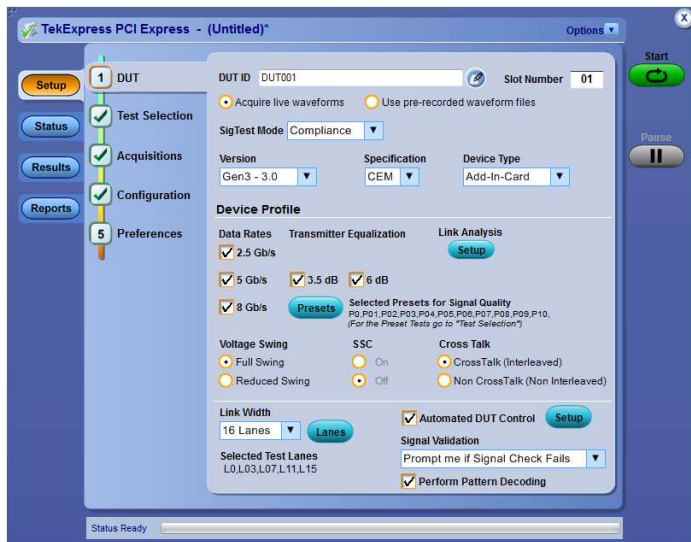 TekExpress PCI Express - (Untitled)*
Options
x
Start
Setup
1 DUT
DUT ID DUT001
Slot Number 01
Acquire live waveforms
Use pre-recorded waveform files
Status
Test Selection
SigTest Mode Compliance
Pause
Results
Acquisitions
Version
Specification
Device Type
Gen3 - 3.0
CEM
Add-In-Card
Reports
Configuration
Device Profile
5 Preferences
Data Rates
Transmitter Equalization
Link Analysis
2.5 Gb/s
Setup
5 Gb/s
3.5 dB
6 dB
8 Gb/s
Presets
Selected Presets for Signal Quality
P0,P01,P02,P03,P04,P05,P06,P07,P08,P09,P10,
(For the Preset Tests go to "Test Selection")
Voltage Swing
SSC
Cross Talk
Full Swing
On
CrossTalk (Interleaved)
Reduced Swing
Off
Non CrossTalk (Non Interleaved)
Link Width
Automated DUT Control
Setup
16 Lanes
Lanes
Signal Validation
Selected Test Lanes
Prompt me if Signal Check Fails
L0,L03,L07,L11,L15
Perform Pattern Decoding
Status Ready